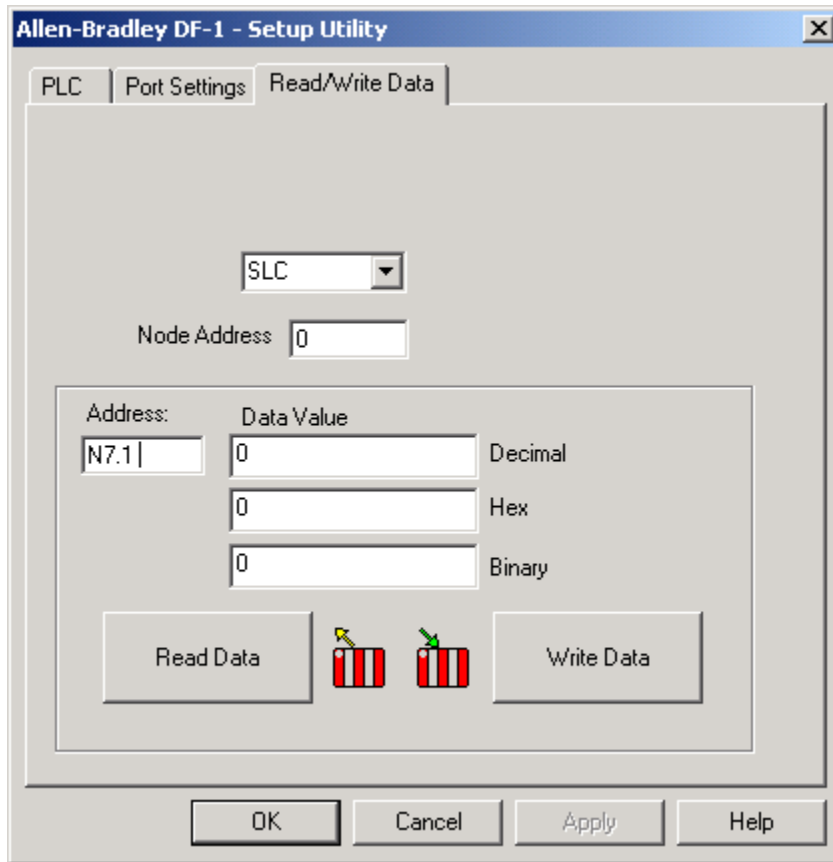 Allen-Bradley DF-1 - Setup Utility
PLC Port Settings Read/Write Data
SLC
Node Address 0
Address: Data Value
N7.1 0 Decimal
0 Hex
0 Binary
Read Data Write Data
OK Cancel Apply Help